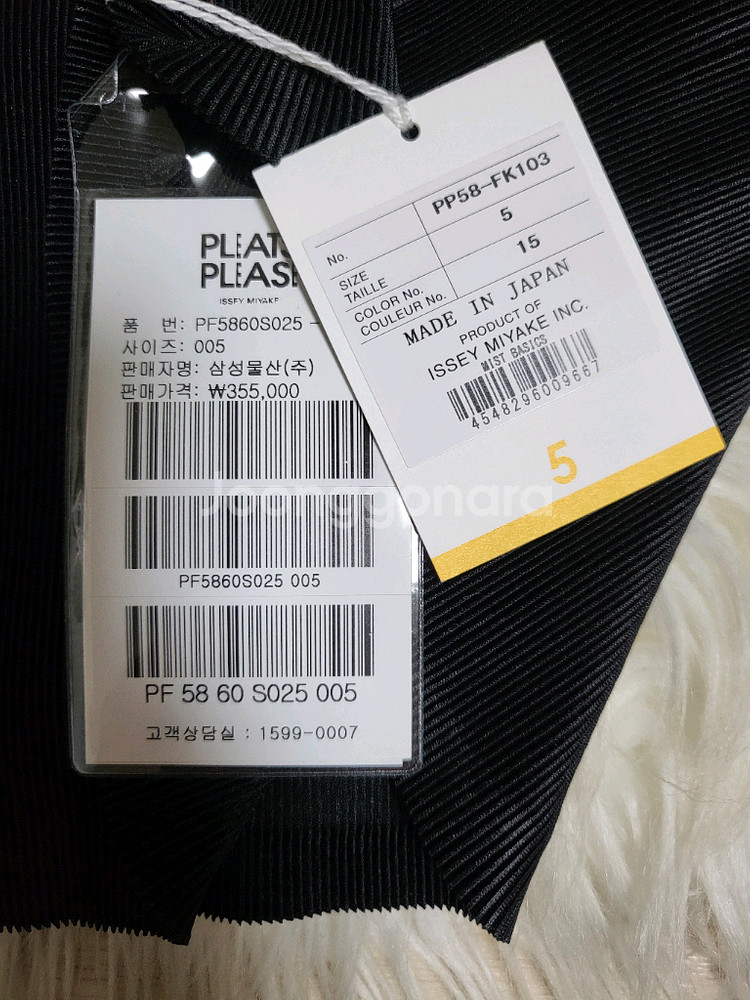 PLEATS
PLEASE
ISSEY MIYAKE
품 번: PF5860S025 -
사이즈: 005
판매자명: 삼성물산(주)
판매가격: ₩355,000
PF5860S025 005
PF 58 60 S025 005
고객상담실 : 1599-0007
No. PP58-FK103
SIZE
TAILLE 5
COLOR No.
COULEUR No. 15
MADE IN JAPAN
PRODUCT OF
ISSEY MIYAKE INC.
MIST BASICS
4548296009667
5
Joonggonara